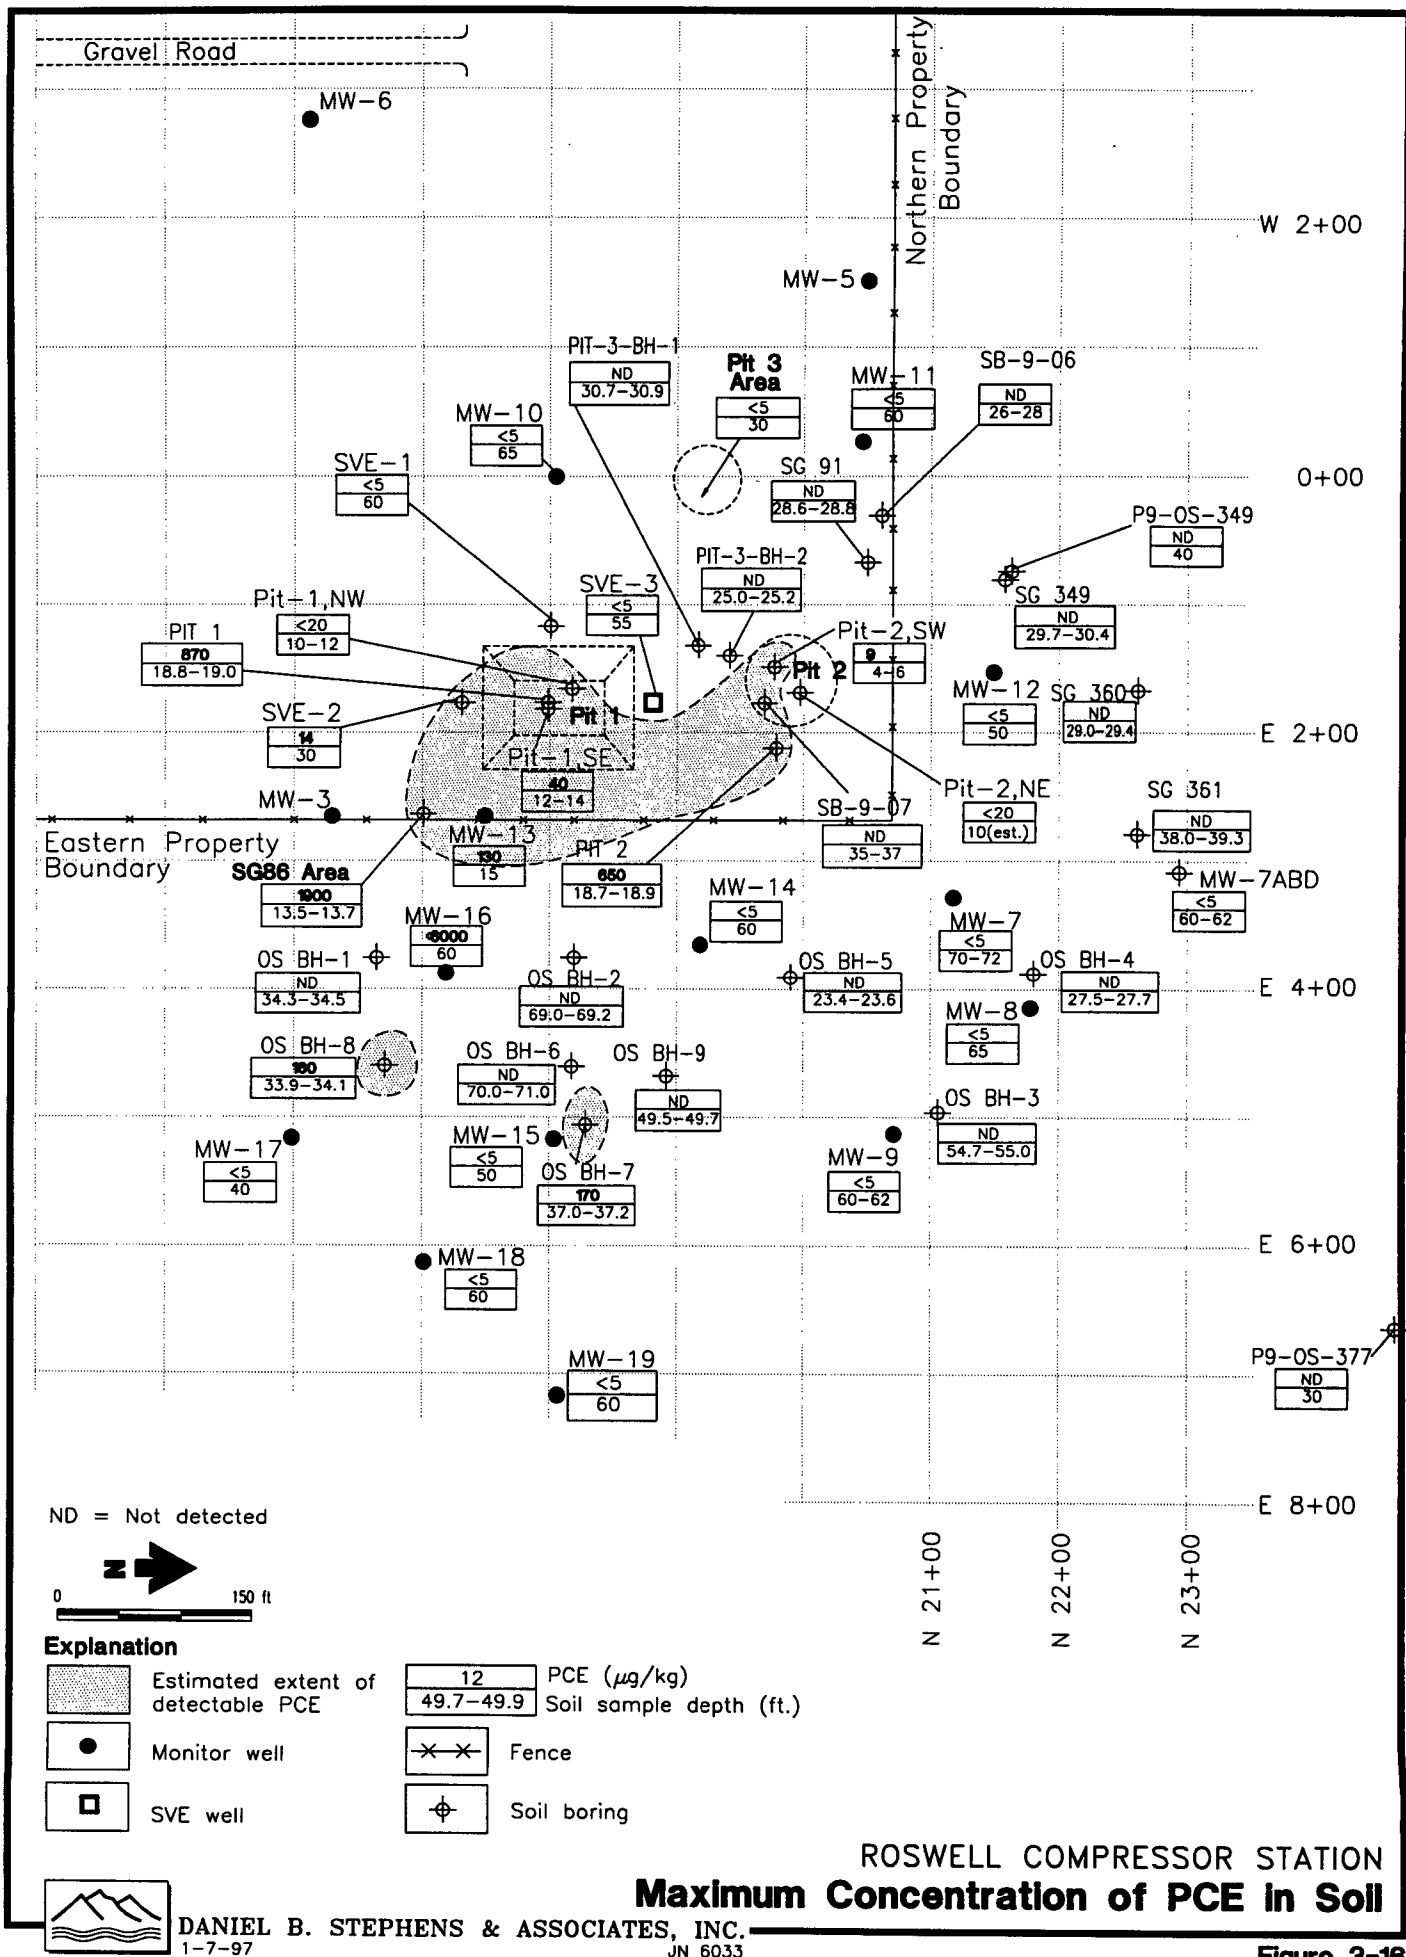 Gravel Road
MW-6
Northern Property
Boundary
W 2+00
MW-5
PIT-3-BH-1
ND
30.7-30.9
Pit 3
Area
<5
30
MW-11
<5
60
SB-9-06
ND
26-28
MW-10
<5
65
SVE-1
<5
60
SG 91
ND
28.6-28.8
0+00
P9-OS-349
ND
40
PIT-3-BH-2
ND
25.0-25.2
SVE-3
<5
55
SG 349
ND
29.7-30.4
Pit-1,NW
<20
10-12
PIT 1
870
18.8-19.0
Pit-2,SW
9
4-6
Pit 2
MW-12
<5
50
SG 360
ND
29.0-29.4
SVE-2
14
30
Pit 1
Pit-1,SE
40
12-14
E 2+00
MW-3
Pit-2,NE
<20
10(est.)
SB-9-07
ND
35-37
SG 361
ND
38.0-39.3
Eastern Property
Boundary
MW-13
130
15
PIT 2
650
18.7-18.9
SG86 Area
1900
13.5-13.7
MW-7ABD
<5
60-62
MW-14
<5
60
MW-16
<6000
60
MW-7
<5
70-72
OS BH-1
ND
34.3-34.5
OS BH-2
ND
69.0-69.2
OS BH-5
ND
23.4-23.6
OS BH-4
ND
27.5-27.7
E 4+00
MW-8
<5
65
OS BH-8
160
33.9-34.1
OS BH-6
ND
70.0-71.0
OS BH-9
ND
49.5-49.7
OS BH-3
ND
54.7-55.0
MW-17
<5
40
MW-15
<5
50
OS BH-7
170
37.0-37.2
MW-9
<5
60-62
MW-18
<5
60
E 6+00
MW-19
<5
60
P9-OS-377
ND
30
E 8+00
N 21+00
N 22+00
N 23+00
ND = Not detected
N
0 150 ft
Explanation
Estimated extent of
detectable PCE
12
49.7-49.9
PCE (µg/kg)
Soil sample depth (ft.)
Monitor well
Fence
SVE well
Soil boring
ROSWELL COMPRESSOR STATION
Maximum Concentration of PCE in Soil
DANIEL B. STEPHENS & ASSOCIATES, INC.
1-7-97
JN 6033